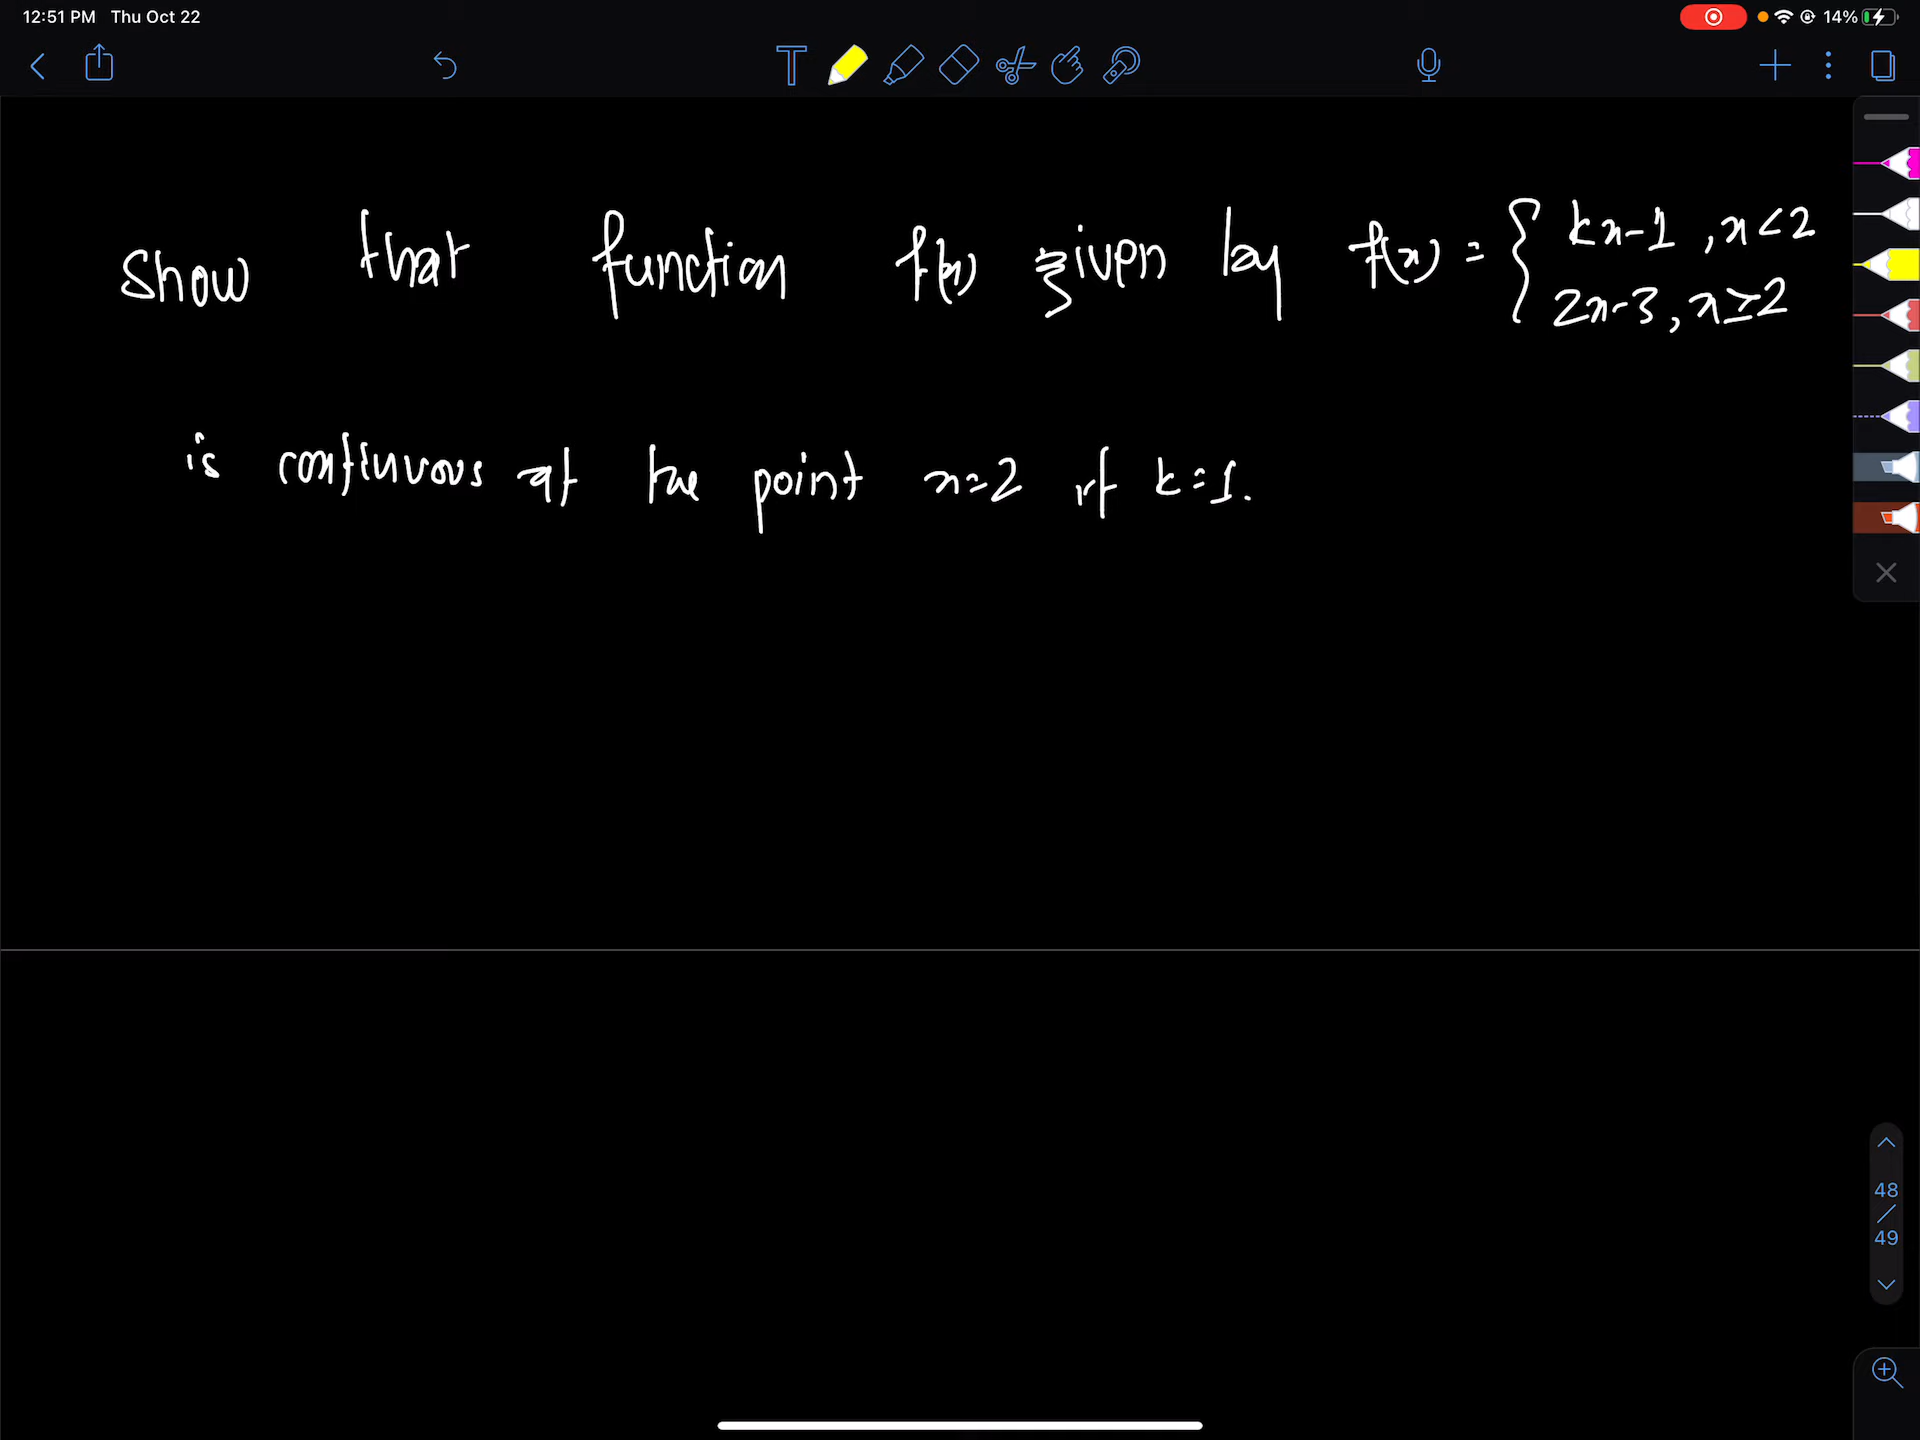 12:51 PM Thu Oct 22
14%
T
Show that function f(x) given by f(x) = { kx-1 , x<2
2x-3, x≥2
is continuous at the point x=2 if k=1.
48
/
49